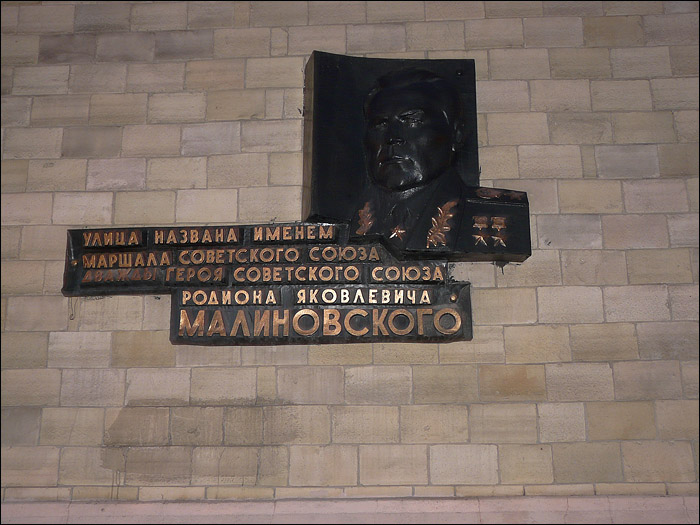 УЛИЦА НАЗВАНА ИМЕНЕМ
МАРШАЛА СОВЕТСКОГО СОЮЗА
ДВАЖДЫ ГЕРОЯ СОВЕТСКОГО СОЮЗА
РОДИОНА ЯКОВЛЕВИЧА
МАЛИНОВСКОГО